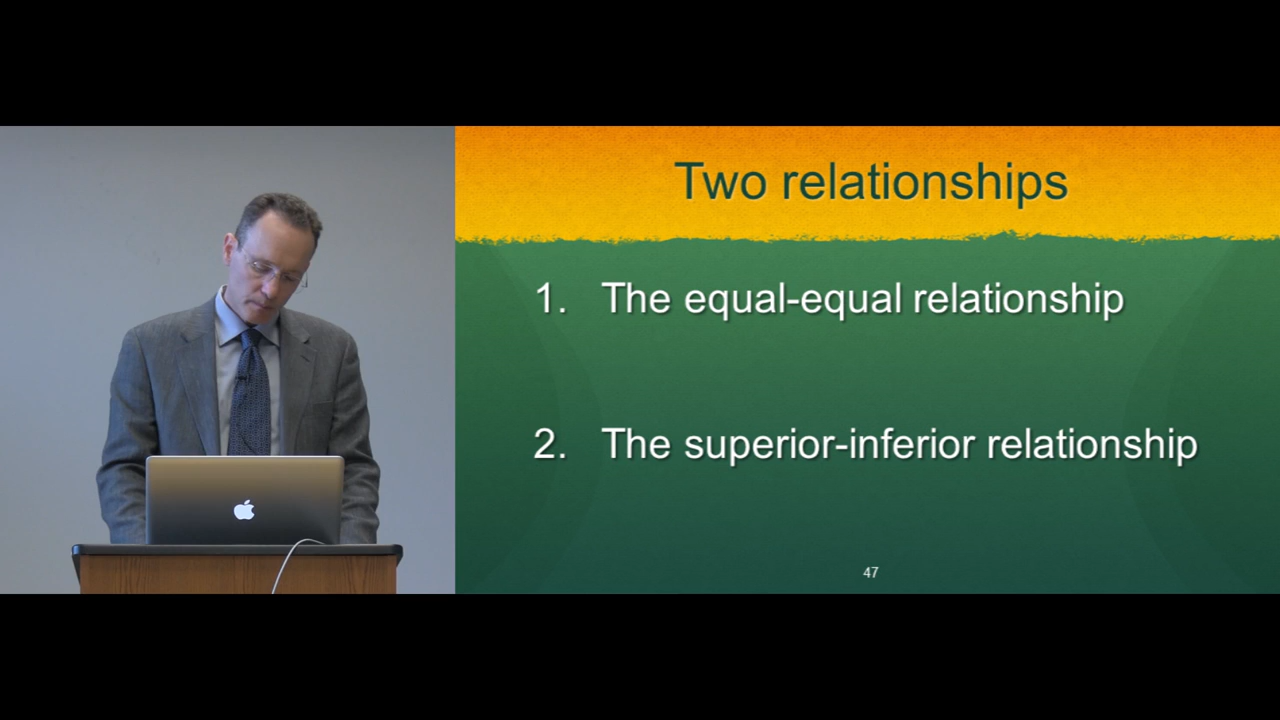 Two relationships
1. The equal-equal relationship
2. The superior-inferior relationship
47